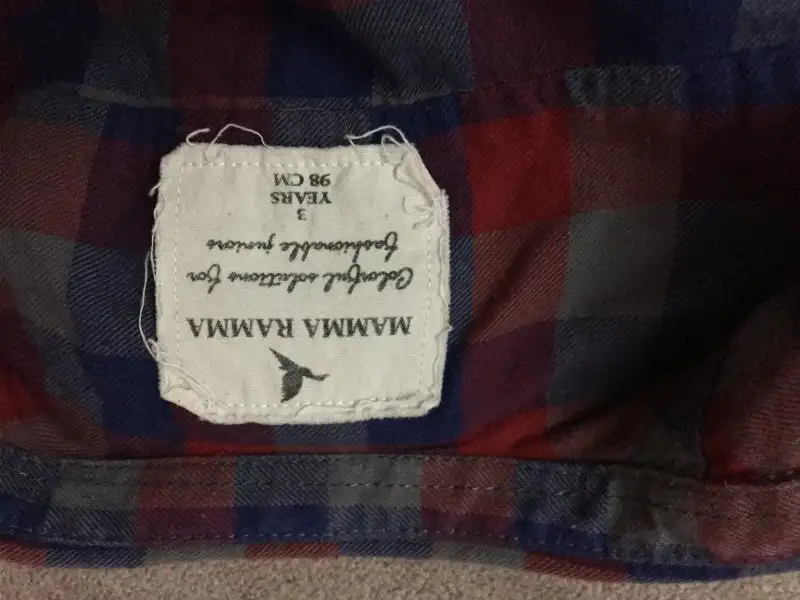 MAMMA RAMMA
Colorful solutions for
fashionable juniors
3
YEARS
98 CM